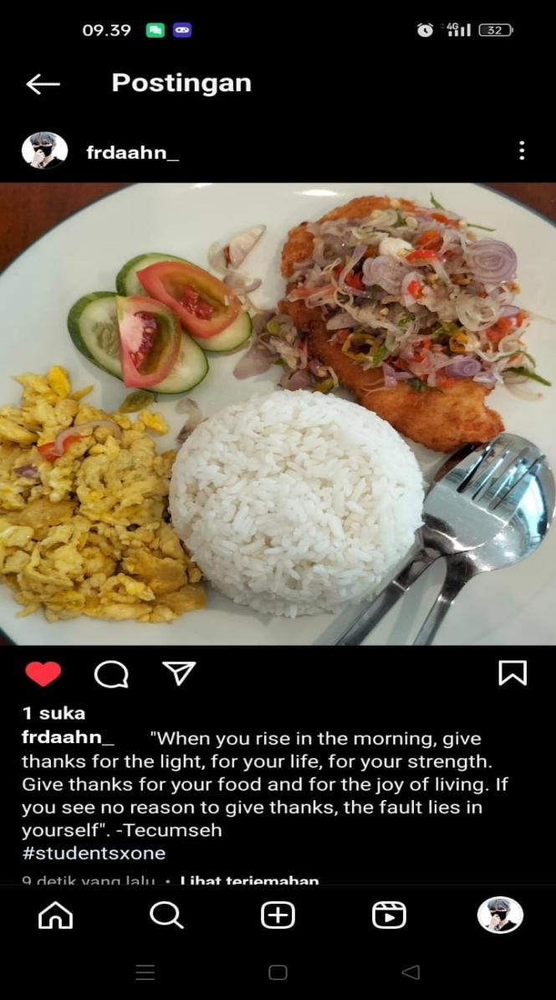 09.39
4G
32
Postingan
frdaahn_
1 suka
frdaahn_ "When you rise in the morning, give
thanks for the light, for your life, for your strength.
Give thanks for your food and for the joy of living. If
you see no reason to give thanks, the fault lies in
yourself". -Tecumseh
#studentsxone
9 detik yang lalu • Lihat terjemahan